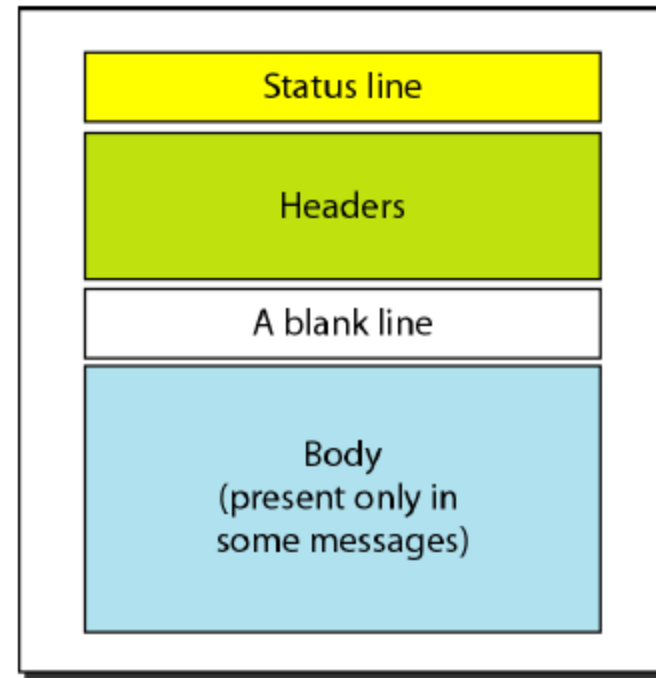 Status line
Headers
A blank line
Body
(present only in
some messages)